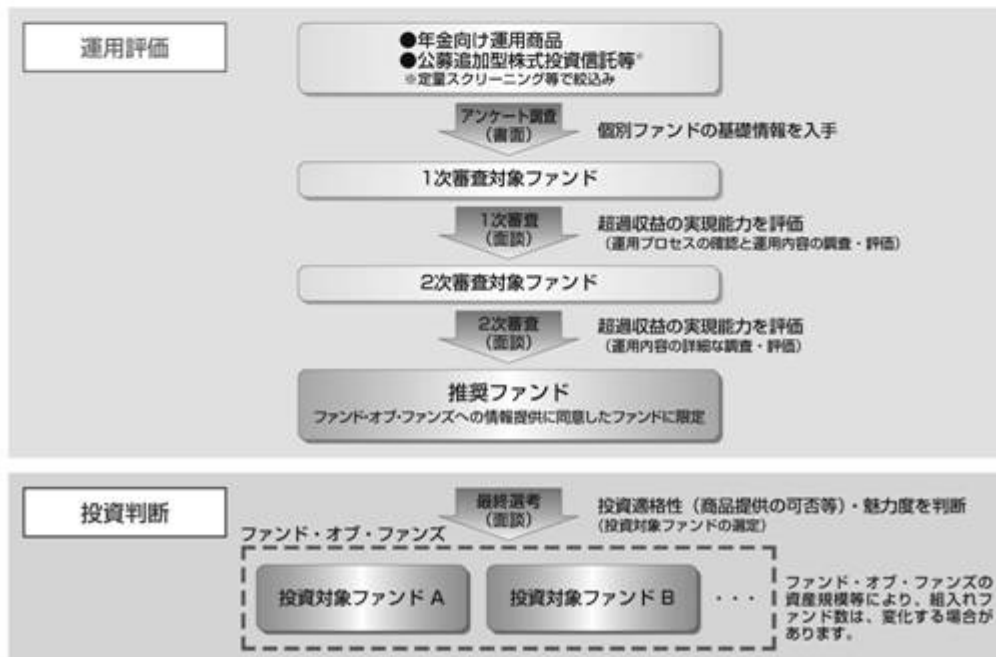 運用評価
●年金向け運用商品
●公募追加型株式投資信託等※
※定量スクリーニング等で絞込み
アンケート調査
(書面)
個別ファンドの基礎情報を入手
1次審査対象ファンド
1次審査
(面談)
超過収益の実現能力を評価
(運用プロセスの確認と運用内容の調査・評価)
2次審査対象ファンド
2次審査
(面談)
超過収益の実現能力を評価
(運用内容の詳細な調査・評価)
推奨ファンド
ファンド・オブ・ファンズへの情報提供に同意したファンドに限定
投資判断
最終選考
(面談)
投資適格性(商品提供の可否等)・魅力度を判断
(投資対象ファンドの選定)
ファンド・オブ・ファンズ
投資対象ファンド A
投資対象ファンド B
・・・
ファンド・オブ・ファンズの
資産規模等により、組入れフ
ァンド数は、変化する場合が
あります。